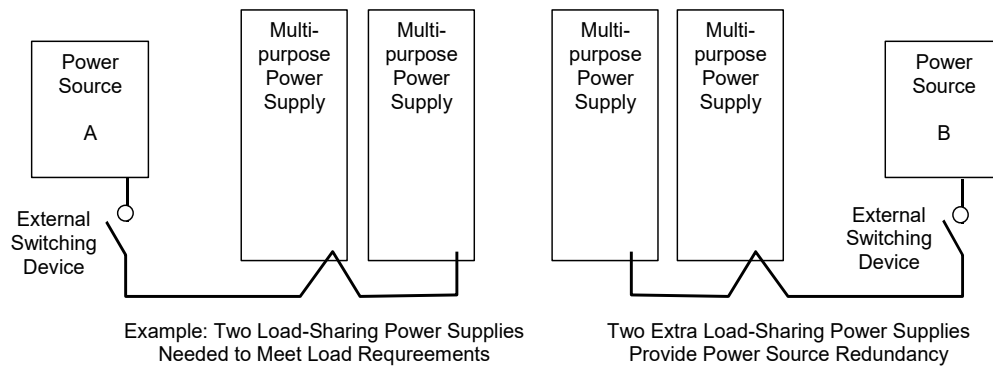 Power
Source
A
External
Switching
Device
Multi-
purpose
Power
Supply
Multi-
purpose
Power
Supply
Example: Two Load-Sharing Power Supplies
Needed to Meet Load Requreements
Multi-
purpose
Power
Supply
Multi-
purpose
Power
Supply
Power
Source
B
External
Switching
Device
Two Extra Load-Sharing Power Supplies
Provide Power Source Redundancy